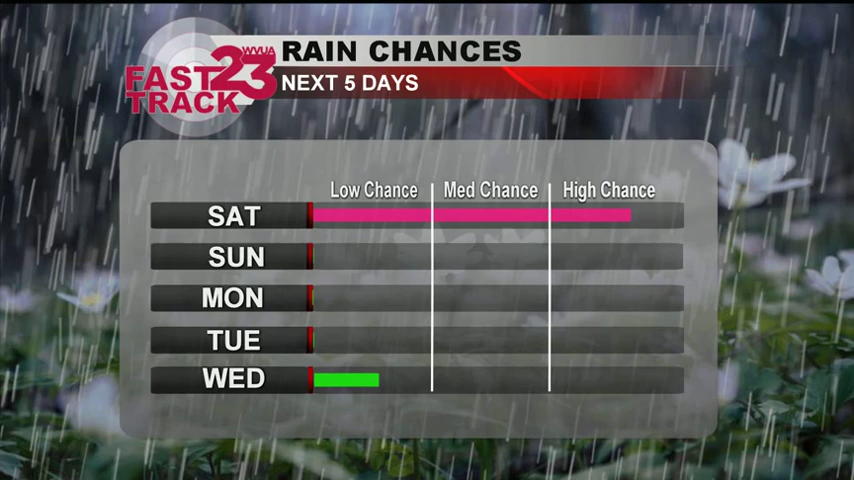 WVUA
23
FAST
TRACK
RAIN CHANCES
NEXT 5 DAYS
Low Chance Med Chance High Chance
SAT
SUN
MON
TUE
WED